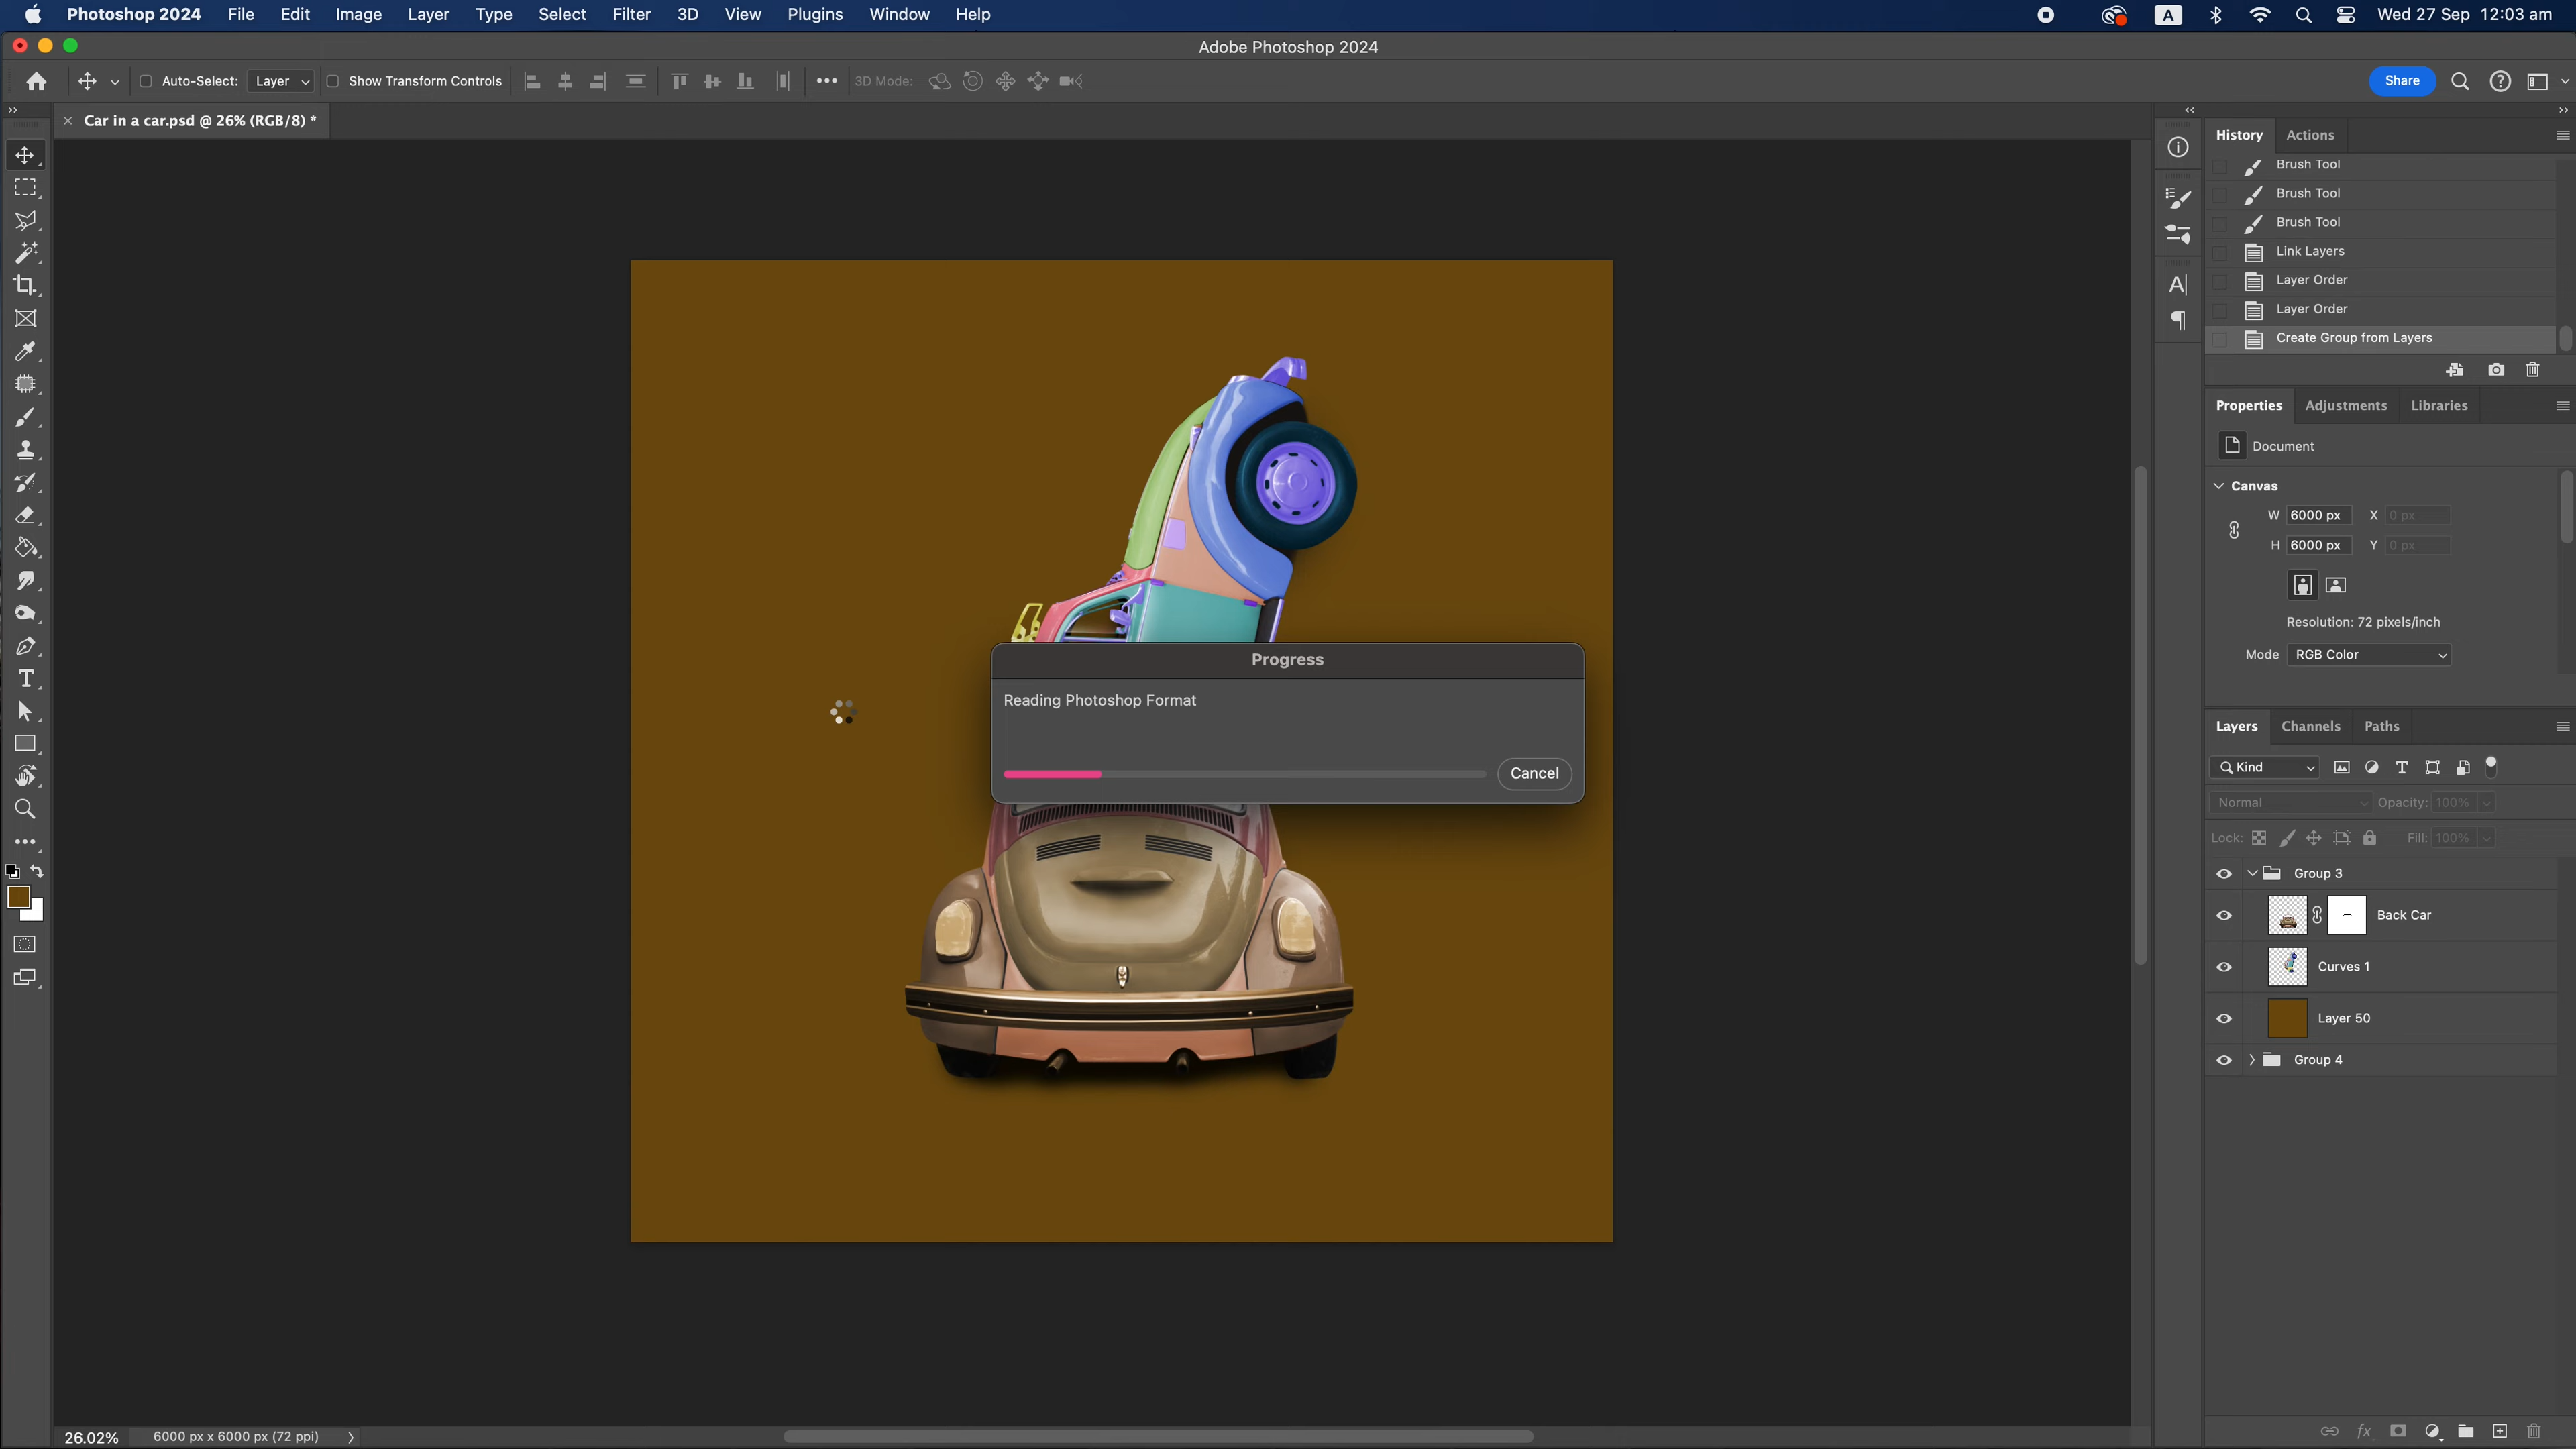 Photoshop 2024 File Edit Image Layer Type Select Filter 3D View Plugins Window Help A Wed 27 Sep 12:03 am
Adobe Photoshop 2024
Auto-Select: Layer Show Transform Controls 3D Mode: Share
Car in a car.psd @ 26% (RGB/8) *
History Actions
Brush Tool
Brush Tool
Brush Tool
Link Layers
Layer Order
Layer Order
Create Group from Layers
Properties Adjustments Libraries
Document
Canvas
W 6000 px X 0 px
H 6000 px Y 0 px
Resolution: 72 pixels/inch
Mode RGB Color
Progress
Reading Photoshop Format
Cancel
Layers Channels Paths
Kind
Normal Opacity: 100%
Lock: Fill: 100%
Group 3
Back Car
Curves 1
Layer 50
Group 4
26.02% 6000 px x 6000 px (72 ppi)